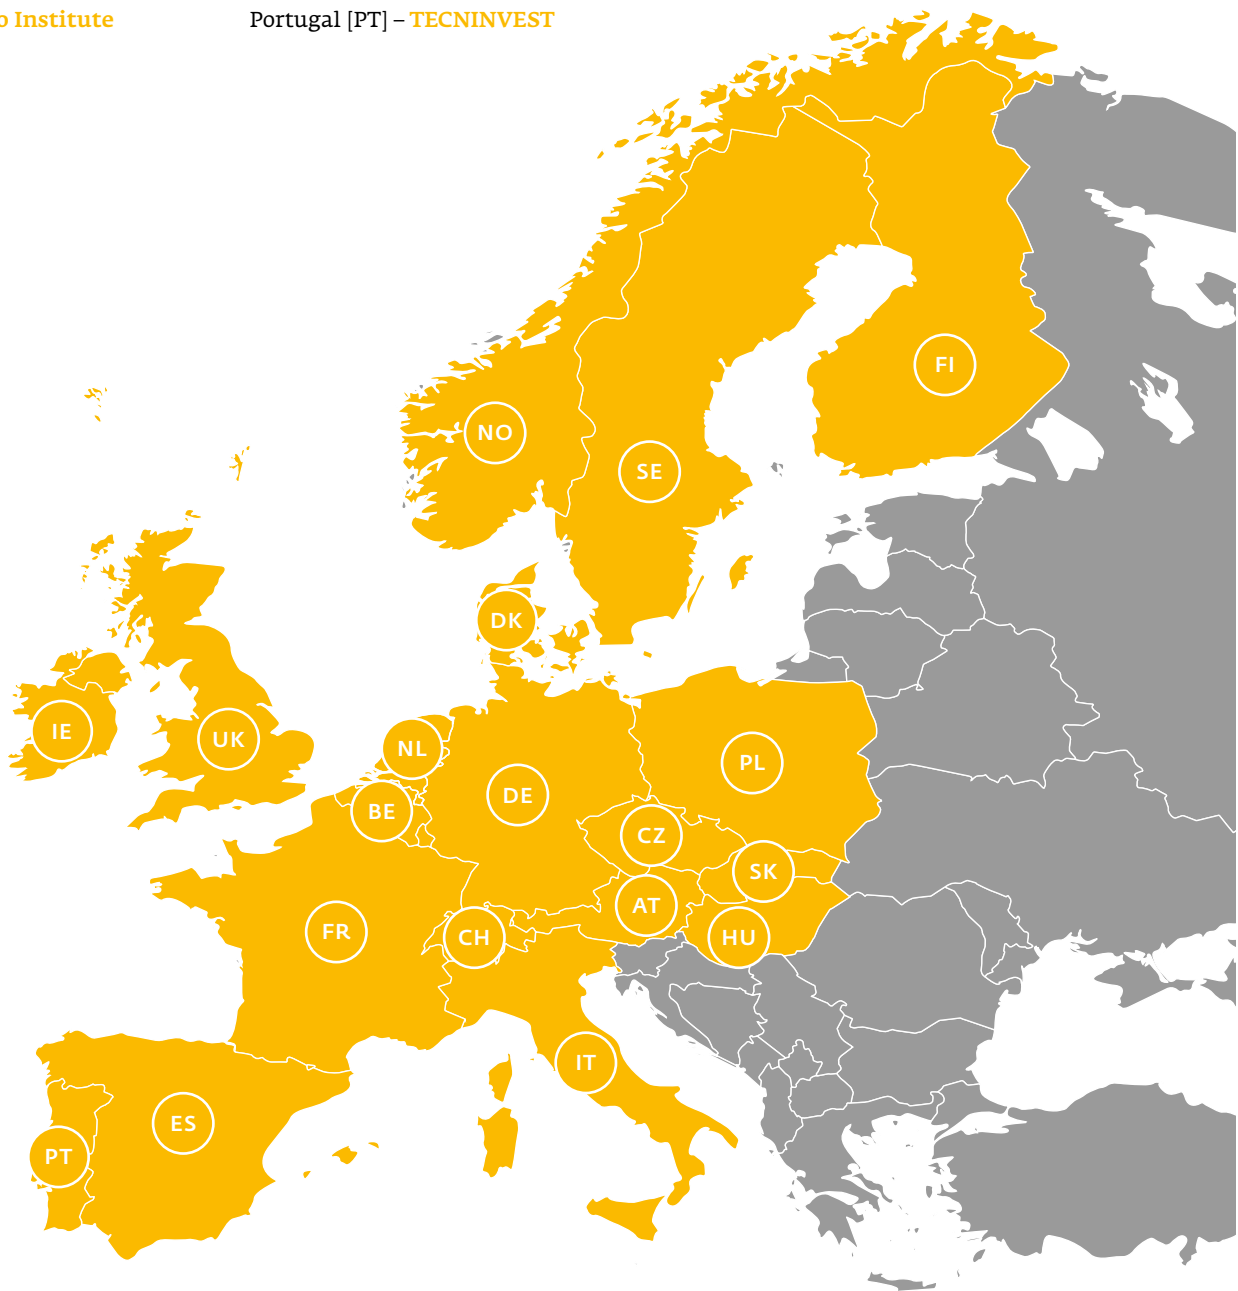 o Institute
Portugal [PT] – TECNINVEST
FI
NO
SE
DK
IE
UK
NL
PL
DE
BE
CZ
SK
AT
FR
CH
HU
IT
ES
PT